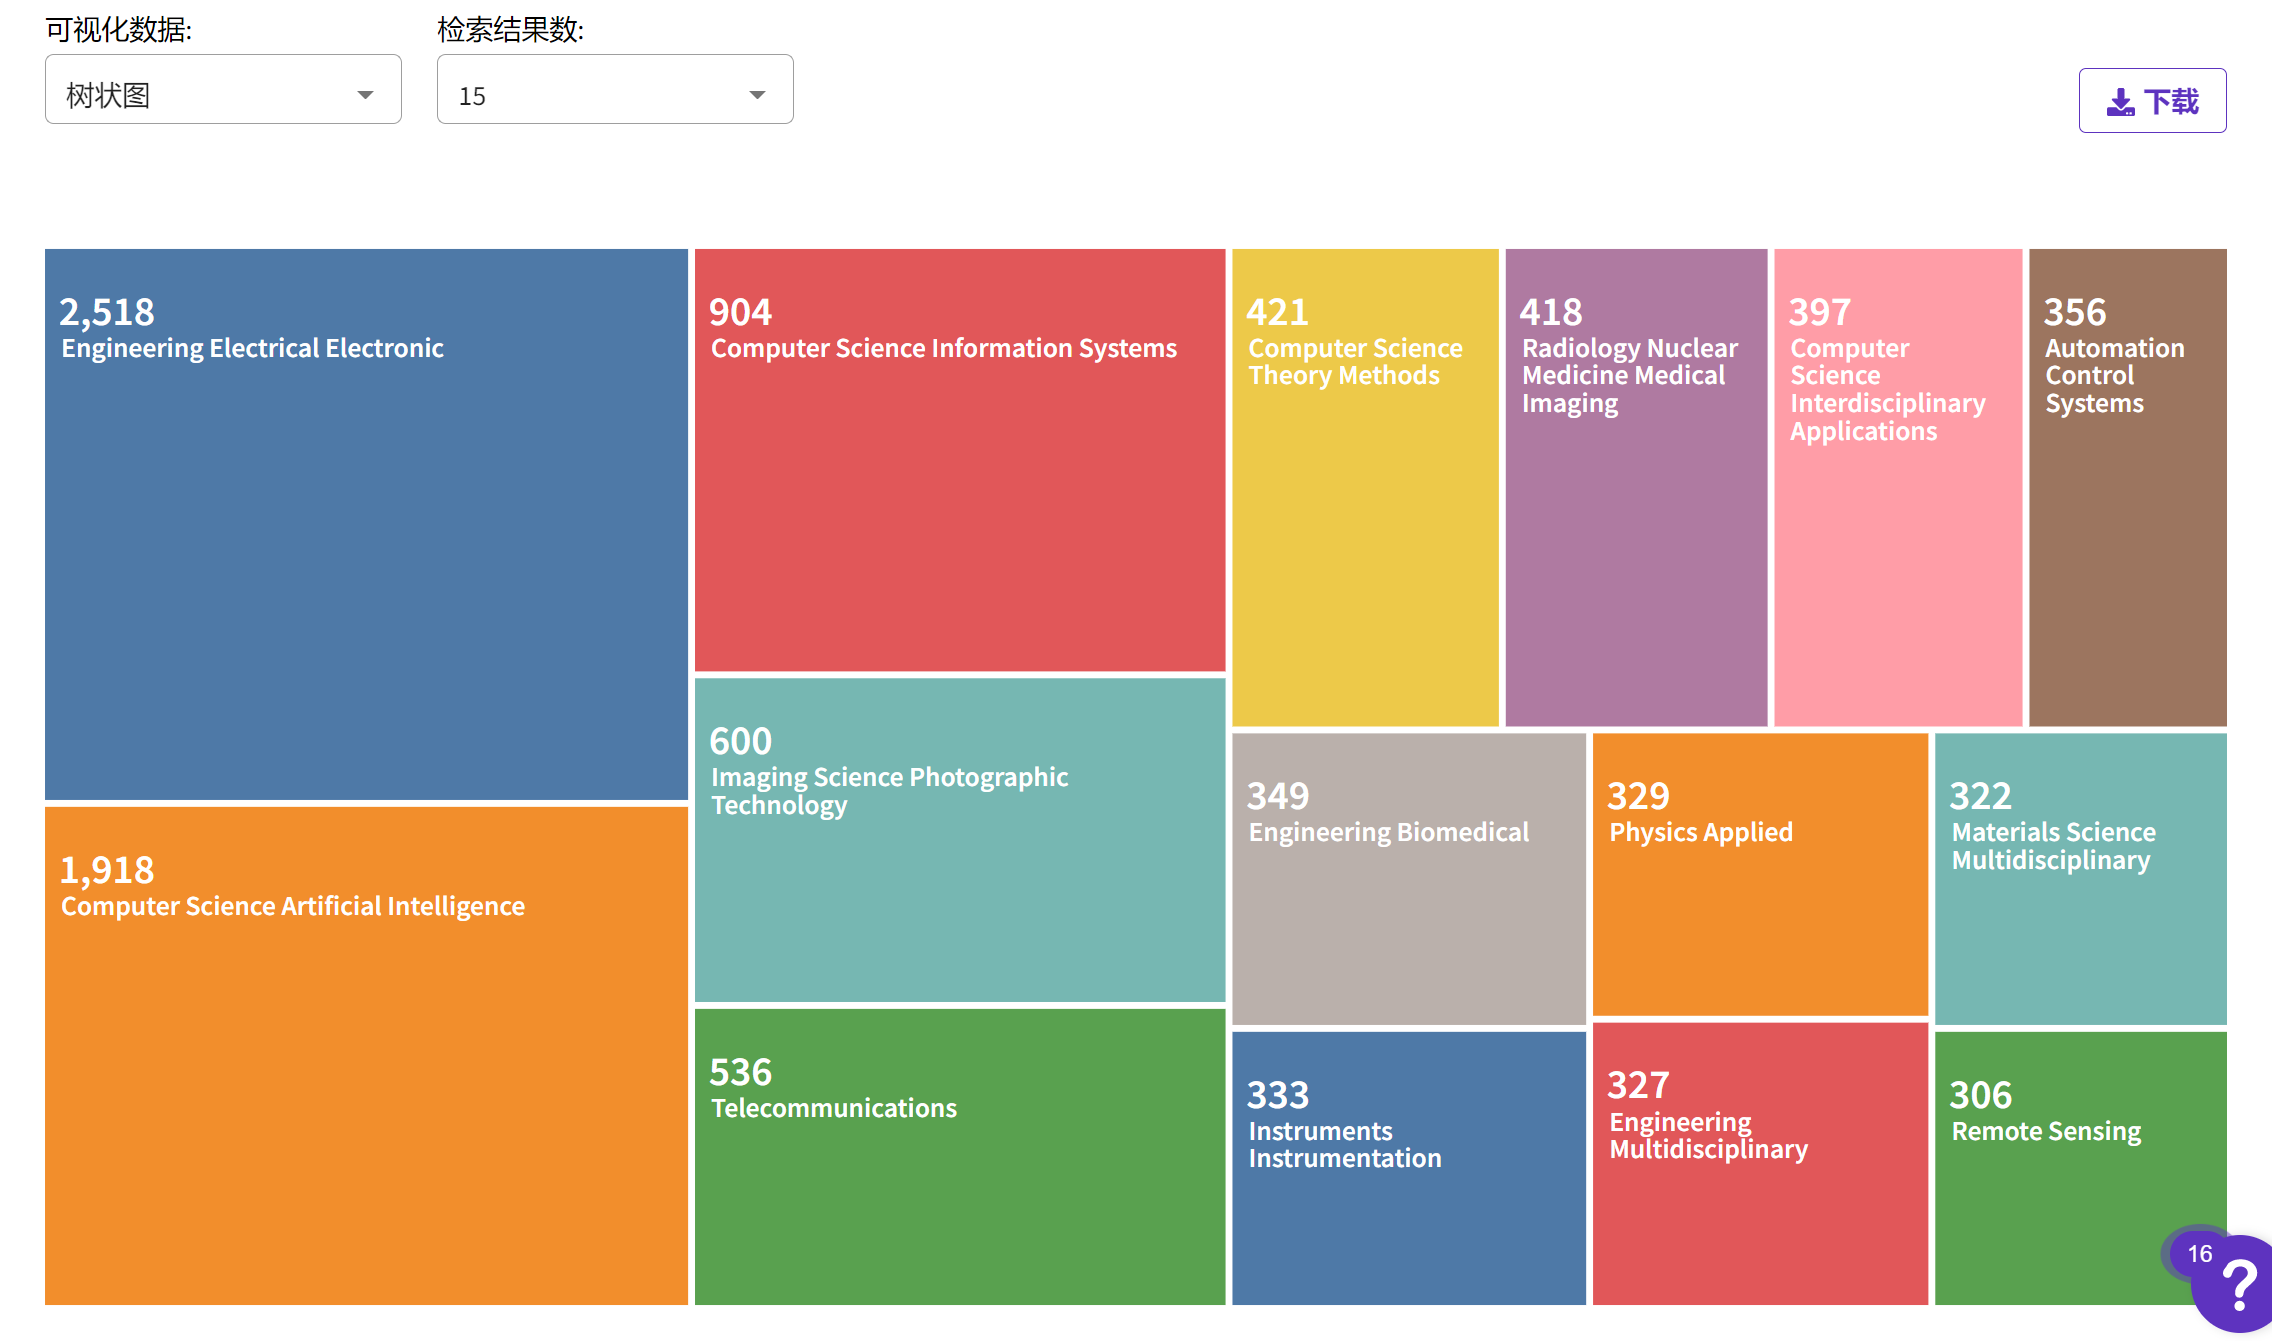 可视化数据:
检索结果数:
树状图
15
下载
2,518
Engineering Electrical Electronic
904
Computer Science Information Systems
421
Computer Science
Theory Methods
418
Radiology Nuclear
Medicine Medical
Imaging
397
Computer
Science
Interdisciplinary
Applications
356
Automation
Control
Systems
600
Imaging Science Photographic
Technology
349
Engineering Biomedical
329
Physics Applied
322
Materials Science
Multidisciplinary
1,918
Computer Science Artificial Intelligence
536
Telecommunications
333
Instruments
Instrumentation
327
Engineering
Multidisciplinary
306
Remote Sensing
16
?